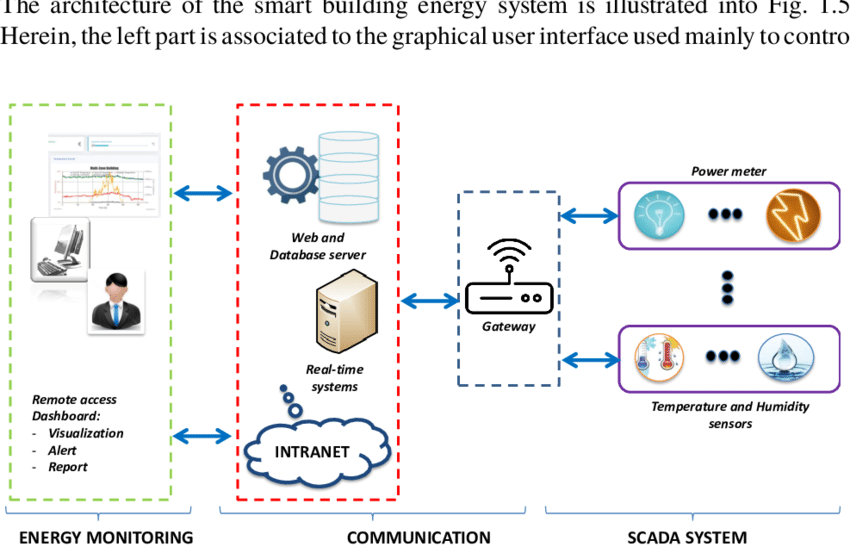 The architecture of the smart building energy system is illustrated into Fig. 1.5
Herein, the left part is associated to the graphical user interface used mainly to contro
Power meter
Web and
Database server
Gateway
Real-time
systems
Remote access
Dashboard:
- Visualization
- Alert
- Report
INTRANET
Temperature and Humidity
sensors
ENERGY MONITORING
COMMUNICATION
SCADA SYSTEM